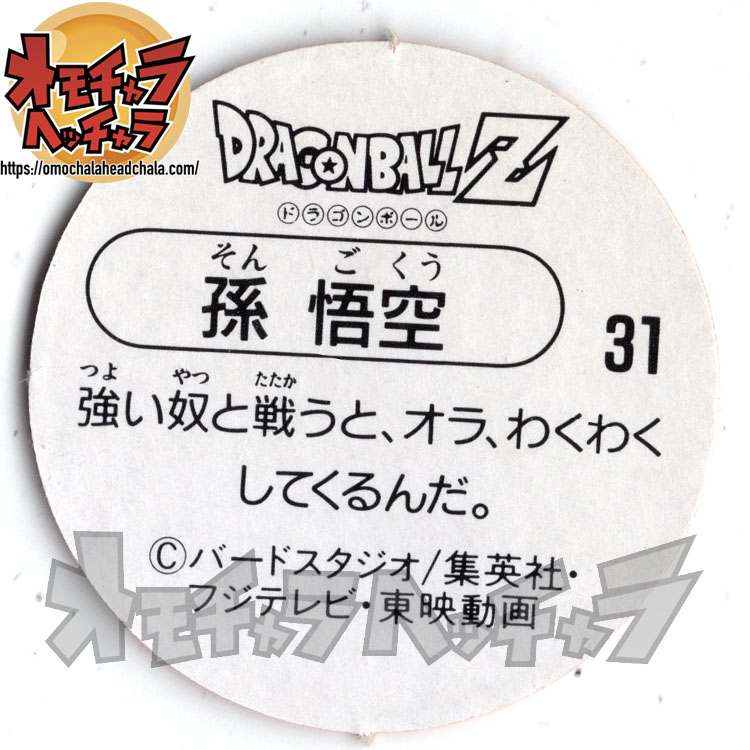 オモチャラ
ヘッチャラ
https://omochalaheadchala.com/
DRAGONBALL Z
ドラゴンボール
そん ご くう
孫 悟空
31
つよ やつ たたか
強い奴と戦うと、オラ、わくわく
してくるんだ。
Ⓒバードスタジオ/集英社・
フジテレビ・東映動画
オモチャラ ヘッチャラ